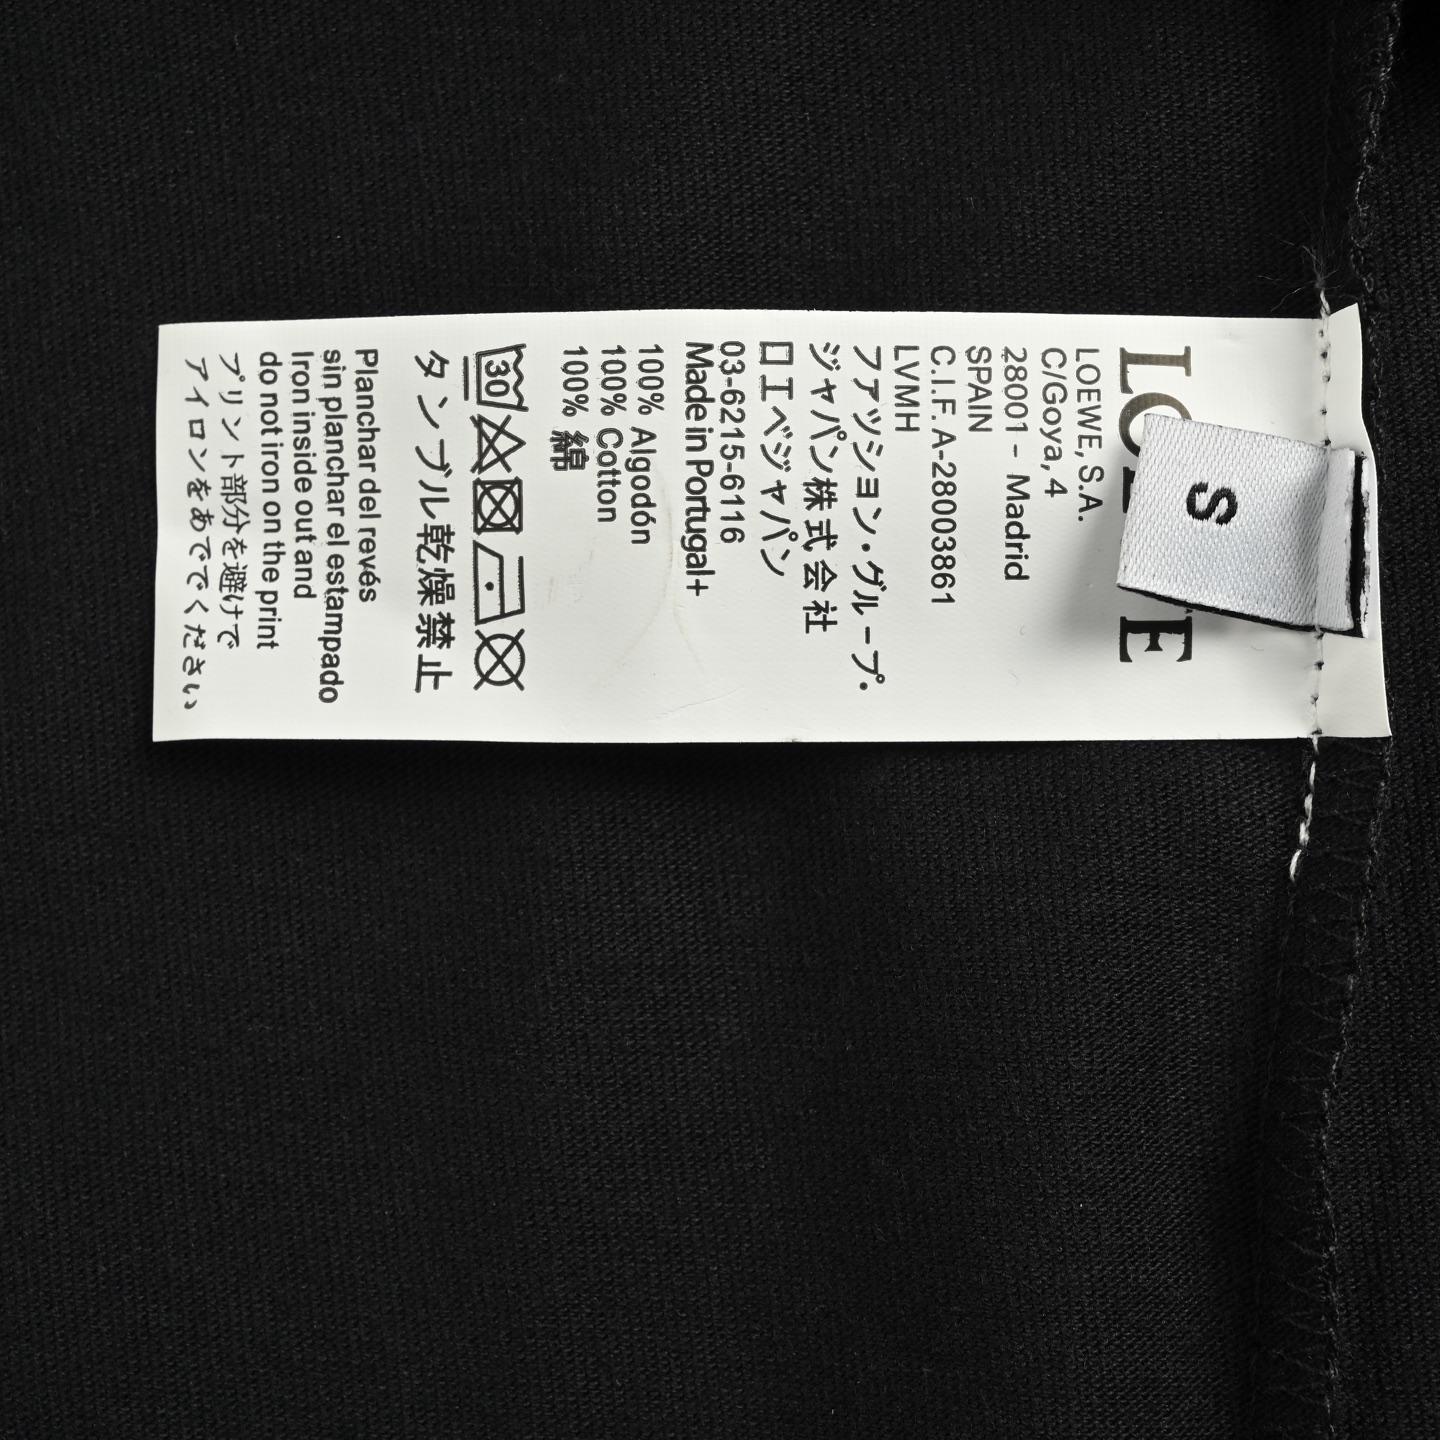 LOE
S
LOEWE, S.A.
C/Goya, 4
28001 - Madrid
SPAIN
C.I.F. A-28003861
LVMH
ファッション・グループ・
ジャパン株式会社
ロエベジャパン
03-6215-6116
Made in Portugal+
100% Algodón
100% Cotton
100% 綿
30
タンブル乾燥禁止
Planchar del revés
sin planchar el estampado
Iron inside out and
do not iron on the print
プリント部分を避けて
アイロンをあででください